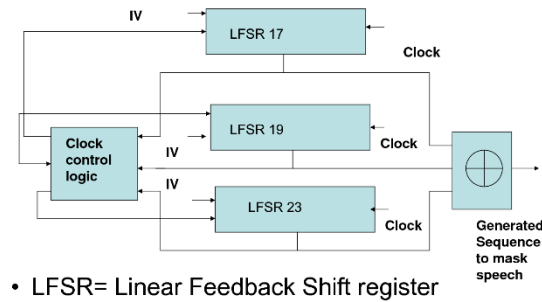 IV
LFSR 17
Clock
LFSR 19
Clock
control
logic
IV
Clock
IV
LFSR 23
Clock
Generated
Sequence
to mask
speech
• LFSR= Linear Feedback Shift register